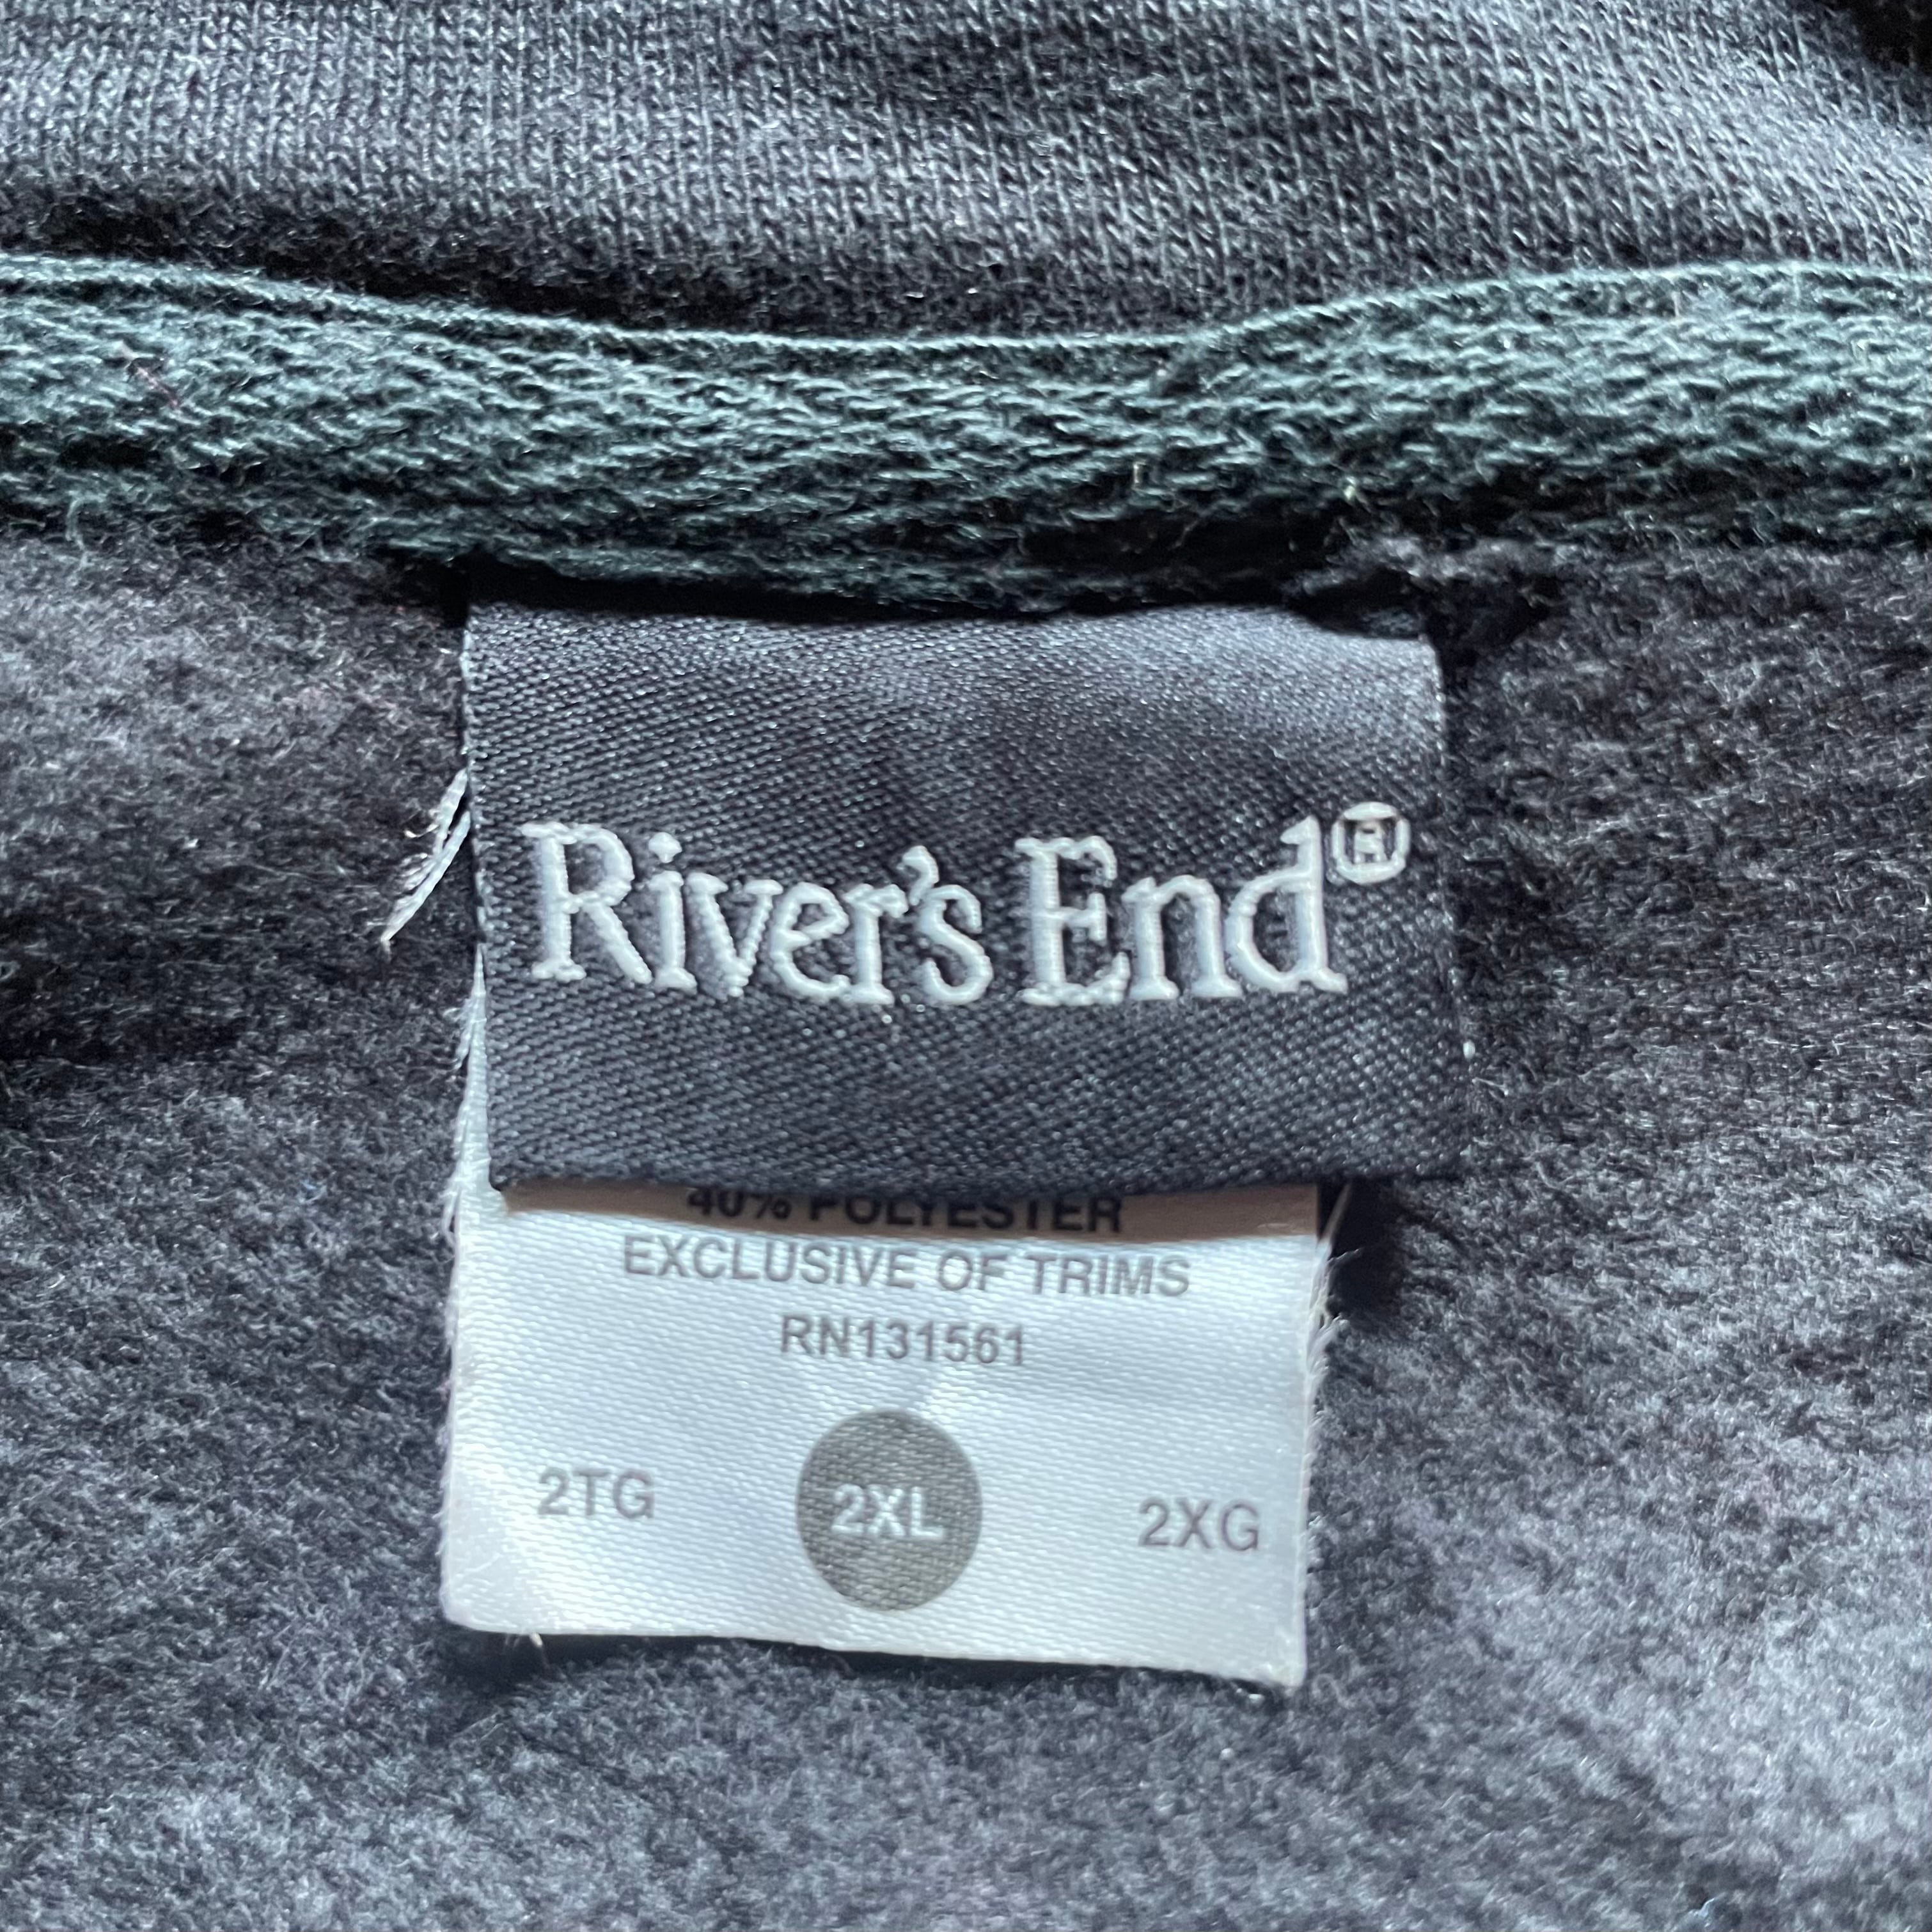 River's End®
40% POLYESTER
EXCLUSIVE OF TRIMS
RN131561
2TG 2XL 2XG